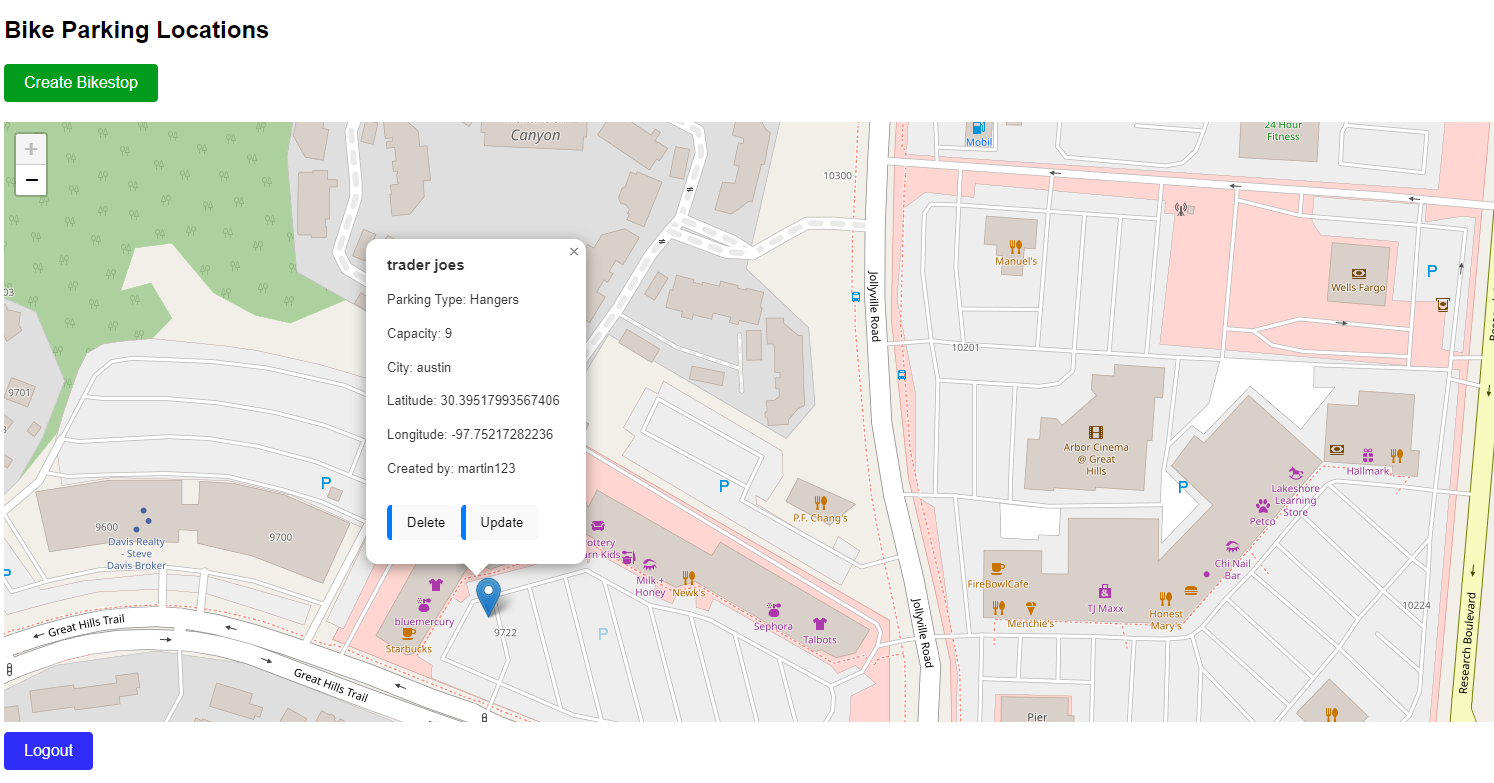 Bike Parking Locations
Create Bikestop
+
−
Canyon
Mobil
24 Hour
Fitness
10300
Manuel's
P
Wells Fargo
03
Jollyville Road
10201
9701
Arbor Cinema
@ Great
Hills
Hallmark
Lakeshore
Learning
Store
Petco
P
P
P.F. Chang's
P
9600
9700
Davis Realty
- Steve
Davis Broker
P
×
trader joes
Parking Type: Hangers
Capacity: 9
City: austin
Latitude: 30.39517993567406
Longitude: -97.75217282236
Created by: martin123
Delete
Update
ottery
rn Kids
Milk +
Honey
Newk's
Chi Nail
Bar
FireBowlCafe
TJ Maxx
Honest
Mary's
Menchie's
10224
bluemercury
Starbucks
9722
P
Sephora
Talbots
Great Hills Trail
Great Hills Trail
Jollyville Road
Research Boulevard
Pier
Logout